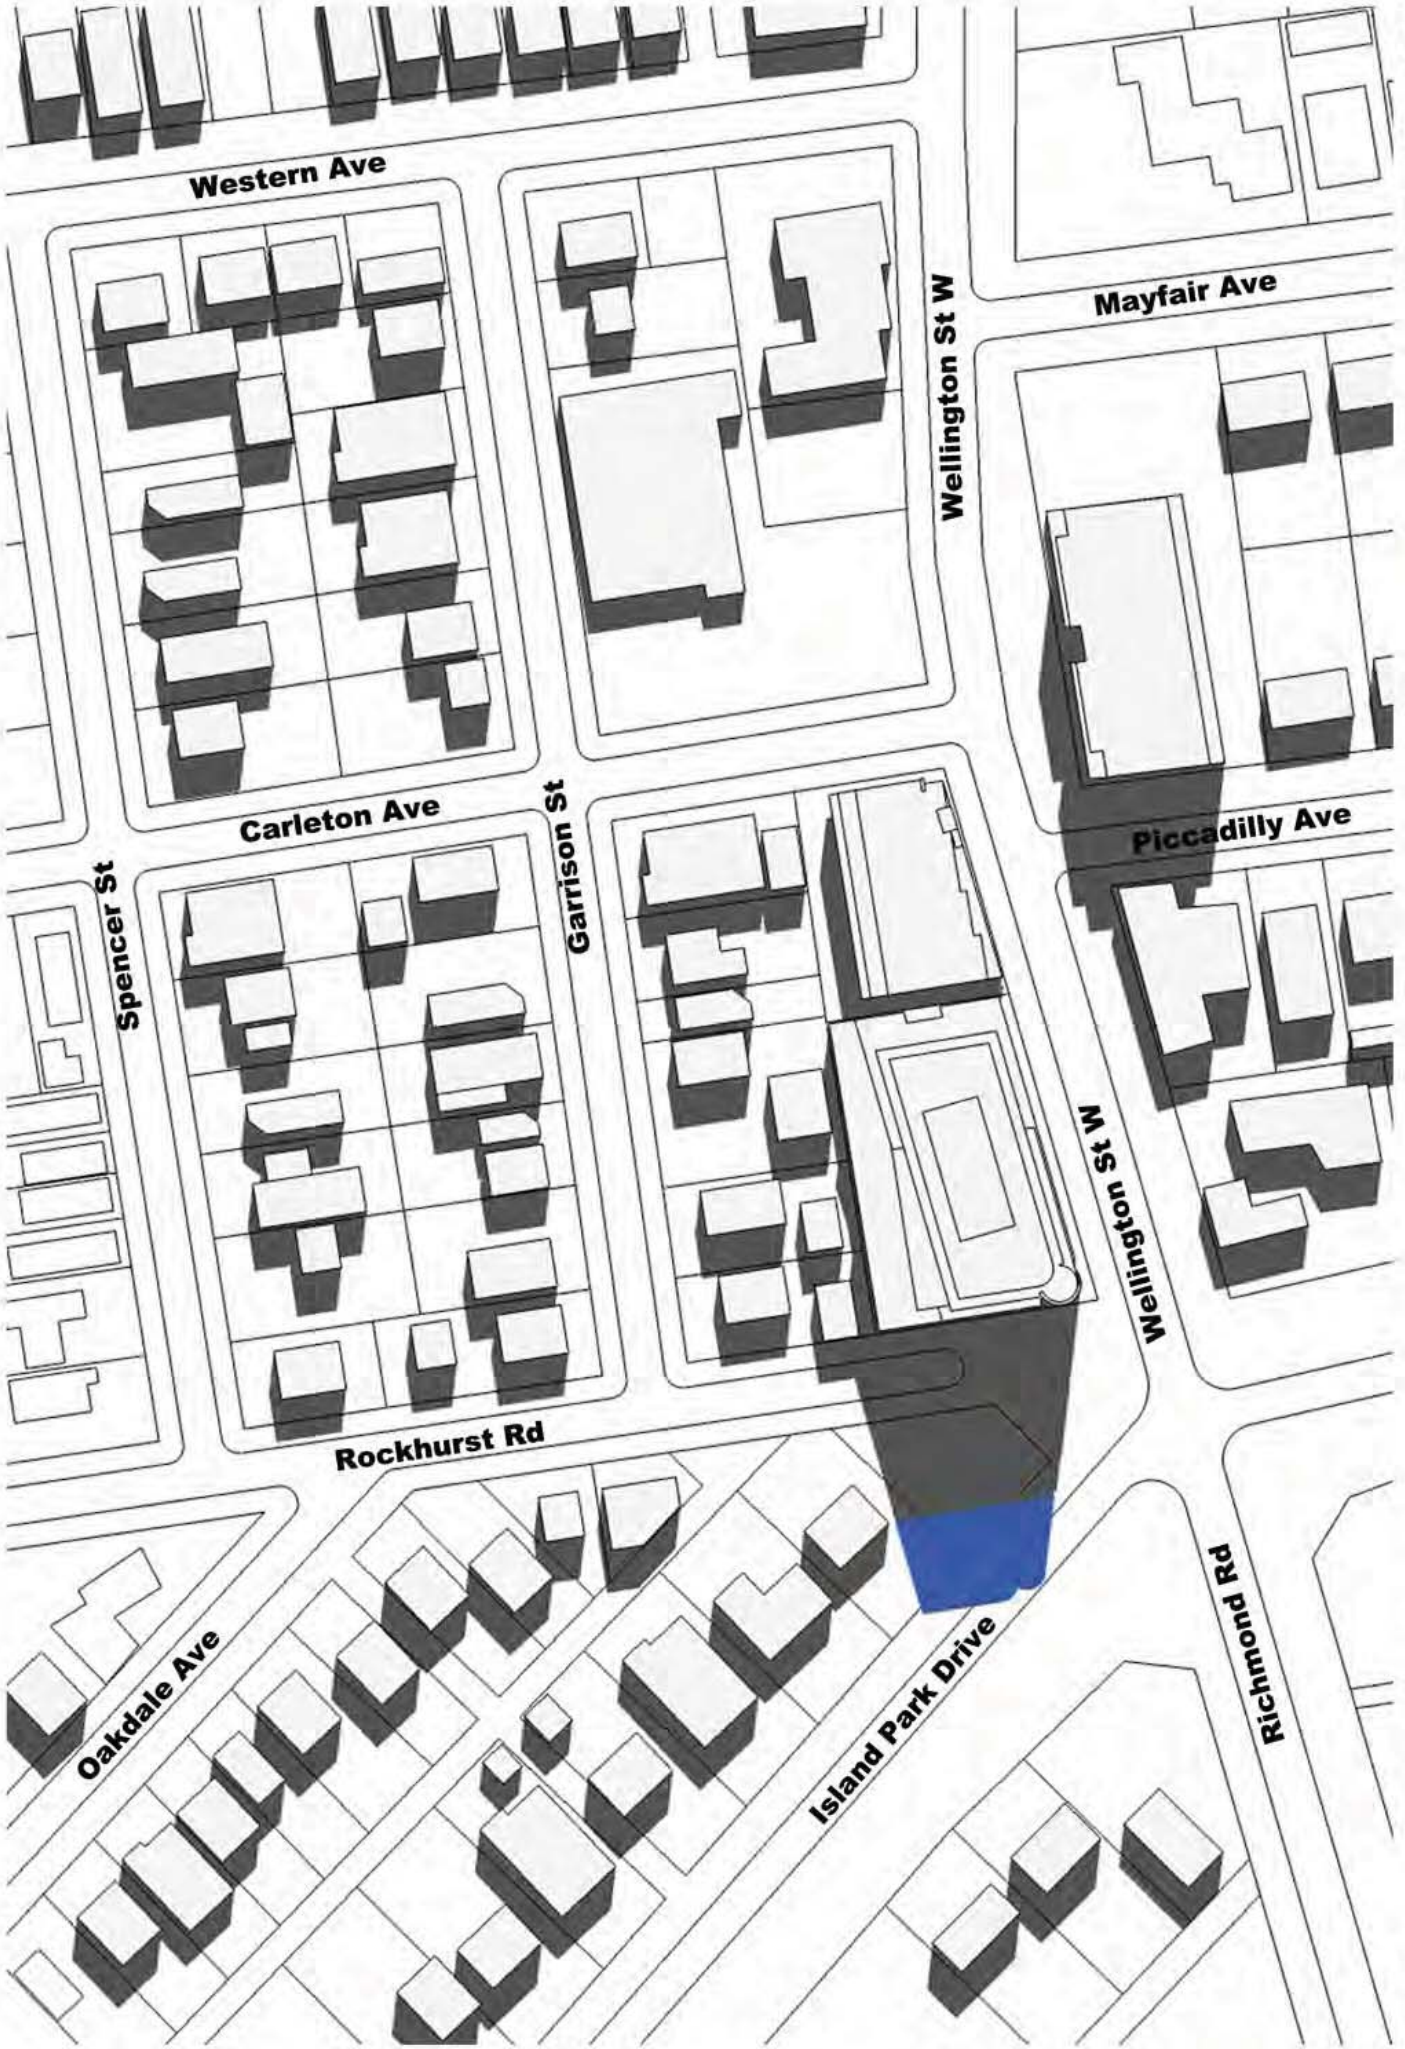 Western Ave
Mayfair Ave
Wellington St W
Carleton Ave
Garrison St
Piccadilly Ave
Spencer St
Wellington St W
Rockhurst Rd
Richmond Rd
Oakdale Ave
Island Park Drive